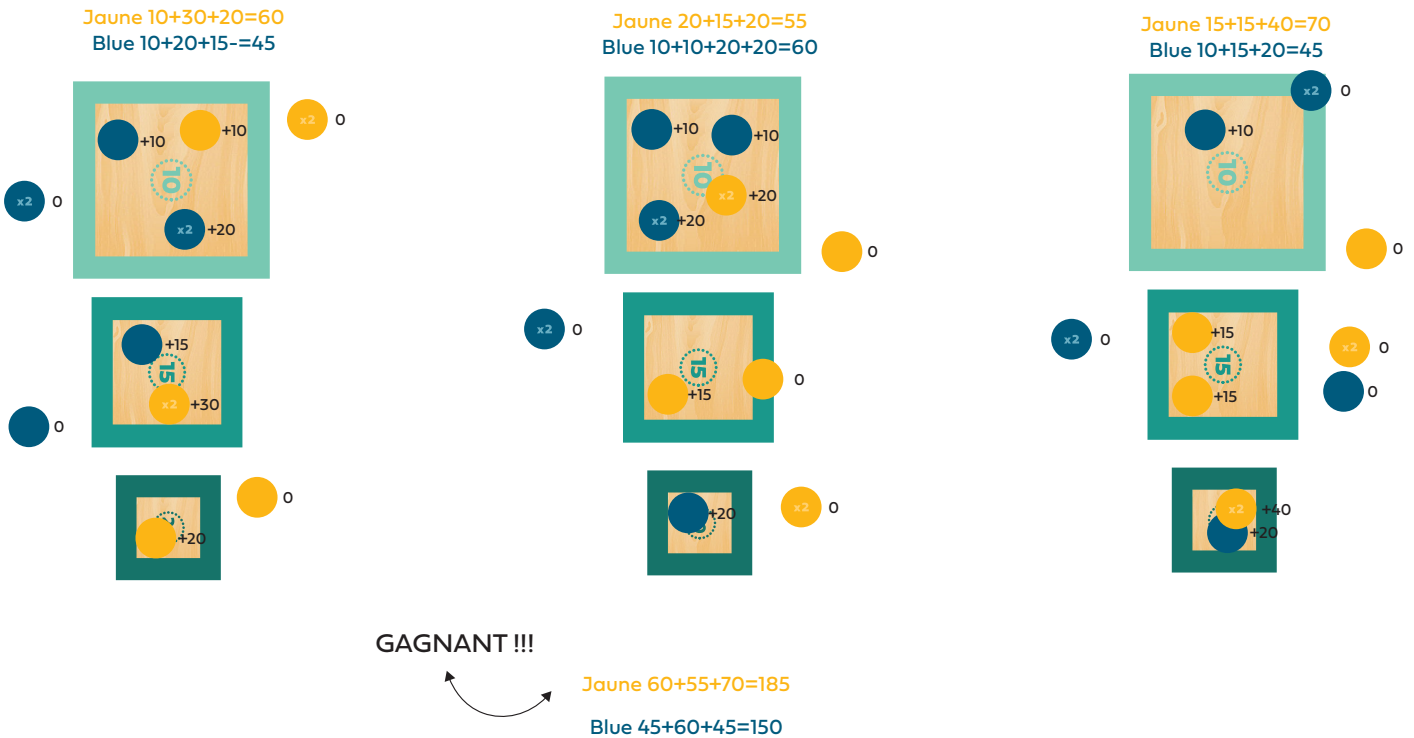 Jaune 10+30+20=60
Blue 10+20+15-=45
+10
+10
x2 0
10
x2 0
x2 +20
+15
15
x2 +30
0
0
+20
Jaune 20+15+20=55
Blue 10+10+20+20=60
+10
+10
10
x2 +20
x2 +20
0
x2 0
15
0
+15
+20
x2 0
Jaune 15+15+40=70
Blue 10+15+20=45
x2 0
+10
10
0
+15
x2 0
x2 0
15
0
+15
x2 +40
+20
GAGNANT !!!
Jaune 60+55+70=185
Blue 45+60+45=150